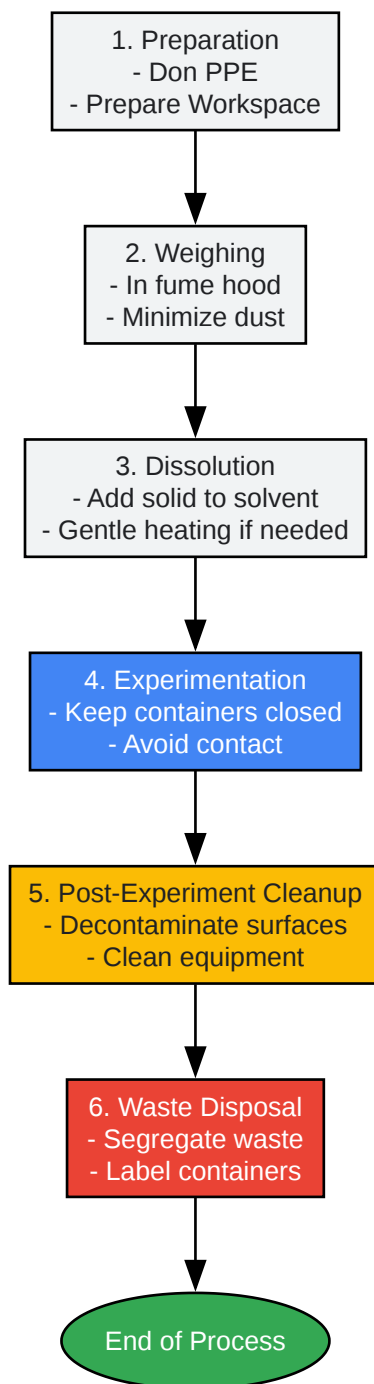 1. Preparation
- Don PPE
- Prepare Workspace
2. Weighing
- In fume hood
- Minimize dust
3. Dissolution
- Add solid to solvent
- Gentle heating if needed
4. Experimentation
- Keep containers closed
- Avoid contact
5. Post-Experiment Cleanup
- Decontaminate surfaces
- Clean equipment
6. Waste Disposal
- Segregate waste
- Label containers
End of Process